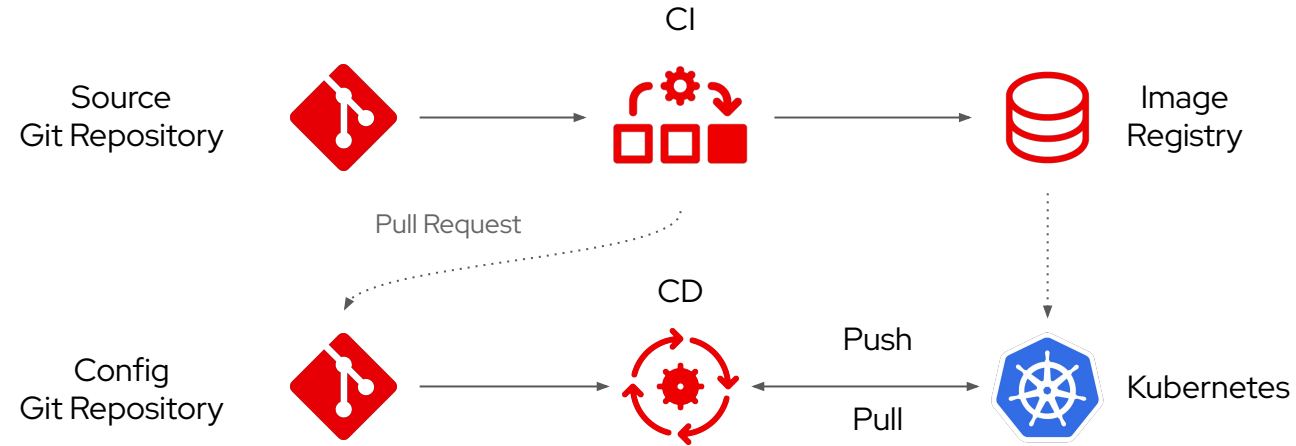 CI
Source
Git Repository
Image
Registry
Pull Request
CD
Config
Git Repository
Push
Pull
Kubernetes